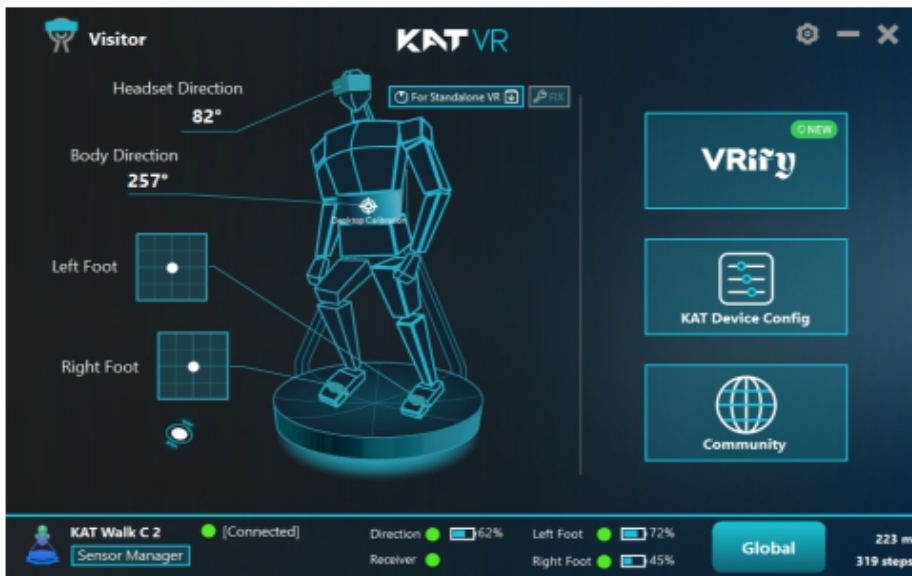 Visitor
KAT VR
Headset Direction
82°
For Standalone VR
FIX
Body Direction
257°
Desktop Calibration
Left Foot
Right Foot
NEW
VRify
KAT Device Config
Community
KAT Walk C 2
[Connected]
Sensor Manager
Direction 62%
Receiver
Left Foot 72%
Right Foot 45%
Global
223 m
319 steps